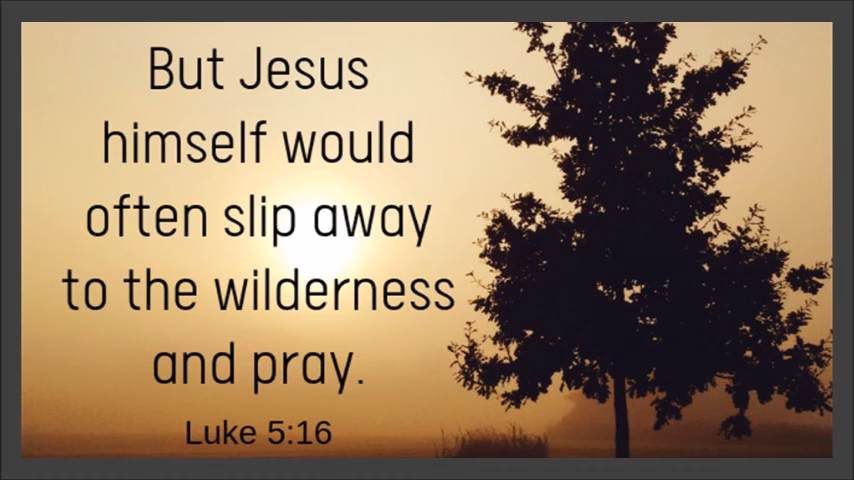 But Jesus
himself would
often slip away
to the wilderness
and pray.
Luke 5:16